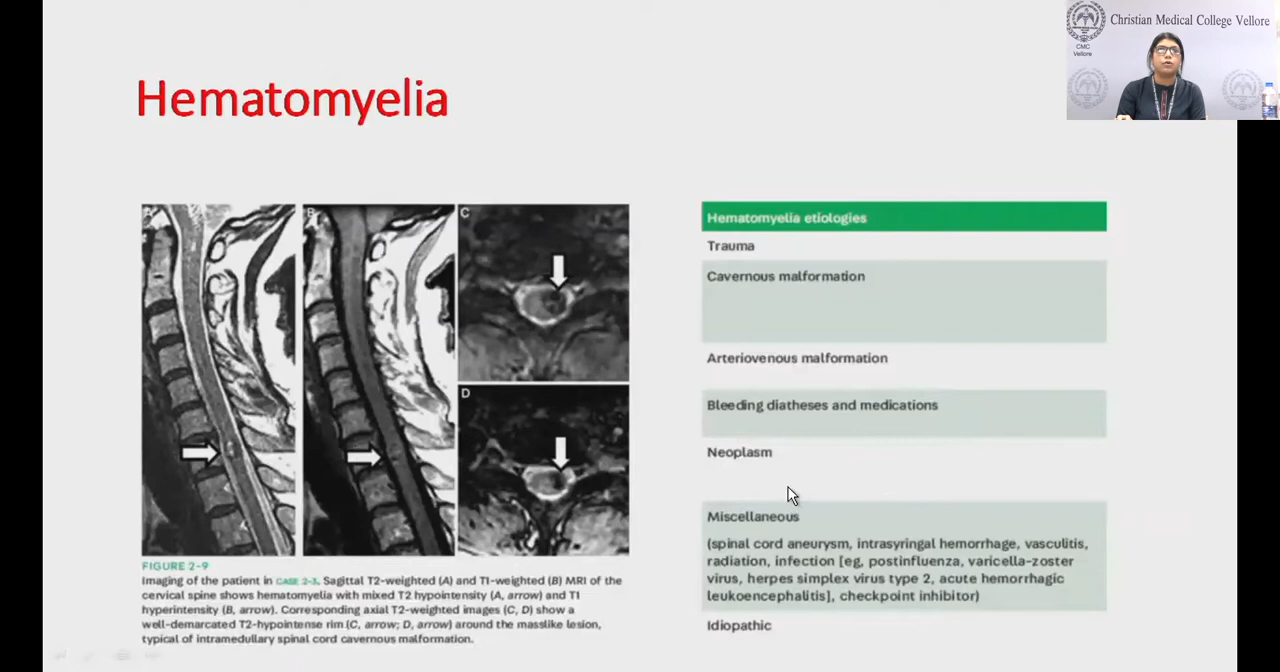 Christian Medical College Vellore
CMC
Vellore
Hematomyelia
A
B
C
D
FIGURE 2-9
Imaging of the patient in CASE 2-3. Sagittal T2-weighted (A) and T1-weighted (B) MRI of the
cervical spine shows hematomyelia with mixed T2 hypointensity (A, arrow) and T1
hyperintensity (B, arrow). Corresponding axial T2-weighted images (C, D) show a
well-demarcated T2-hypointense rim (C, arrow; D, arrow) around the masslike lesion,
typical of intramedullary spinal cord cavernous malformation.
Hematomyelia etiologies
Trauma
Cavernous malformation
Arteriovenous malformation
Bleeding diatheses and medications
Neoplasm
Miscellaneous
(spinal cord aneurysm, intrasyringal hemorrhage, vasculitis,
radiation, infection [eg, postinfluenza, varicella-zoster
virus, herpes simplex virus type 2, acute hemorrhagic
leukoencephalitis], checkpoint inhibitor)
Idiopathic